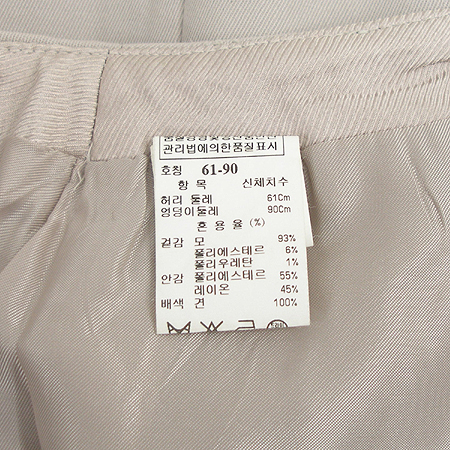 관리법에의한품질표시
호칭 61-90
항 목 신체치수
허리 둘레 61Cm
엉덩이둘레 90Cm
혼 용 율 (%)
겉감 모 93%
폴리에스테르 6%
폴리우레탄 1%
안감 폴리에스테르 55%
레이온 45%
배색 견 100%